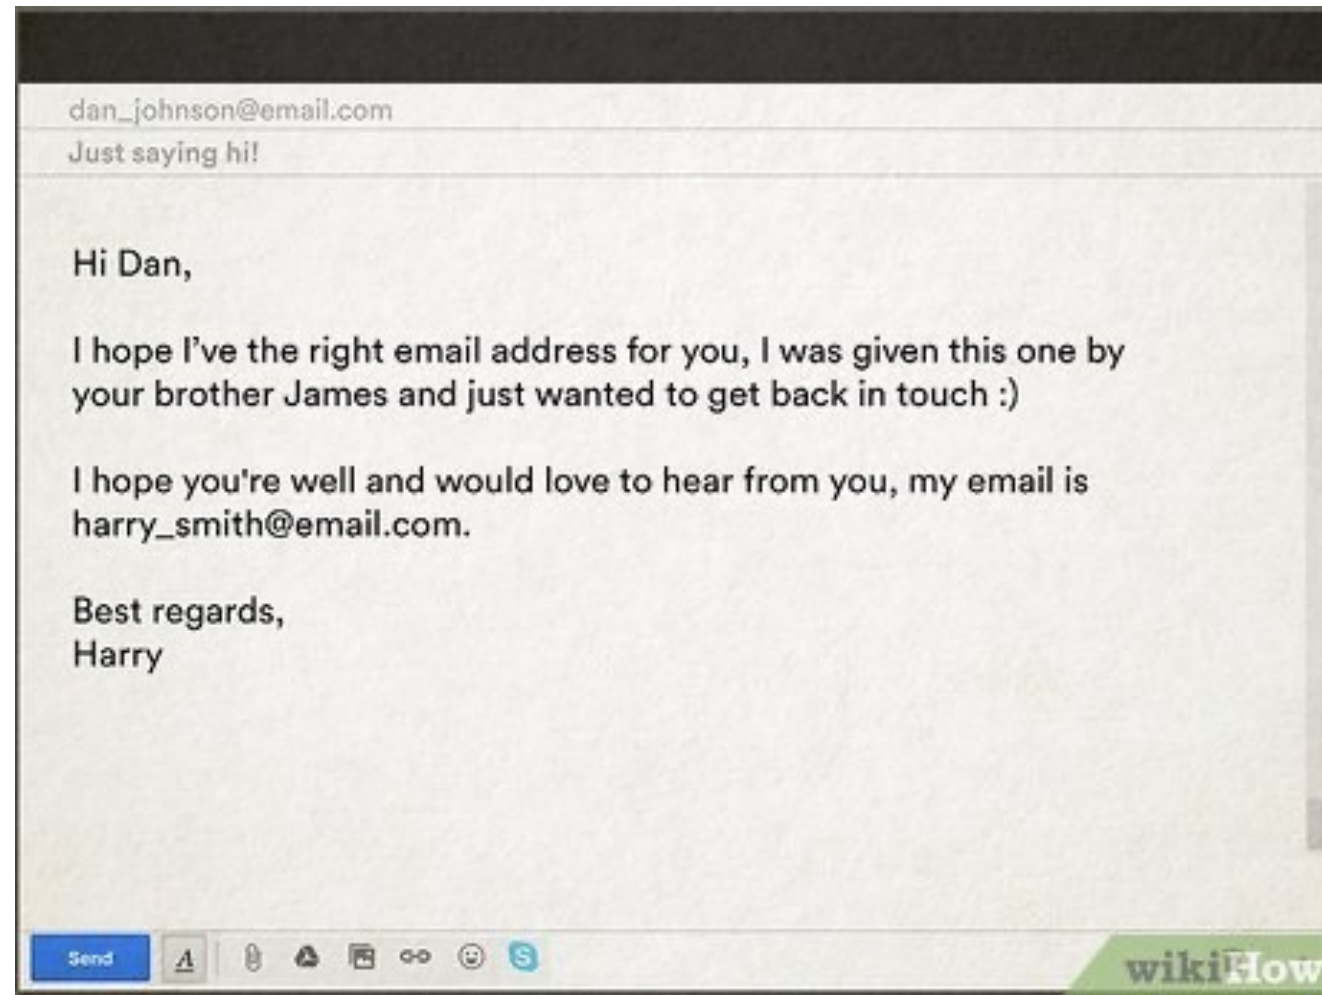 dan_johnson@email.com
Just saying hi!
Hi Dan,
I hope I’ve the right email address for you, I was given this one by
your brother James and just wanted to get back in touch :)
I hope you're well and would love to hear from you, my email is
harry_smith@email.com.
Best regards,
Harry
Send A
wikiHow